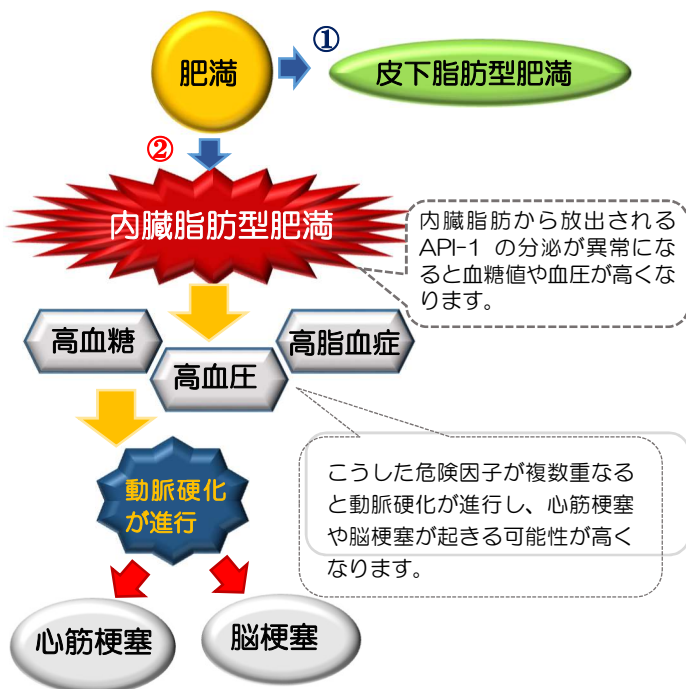 肥満
①
皮下脂肪型肥満
②
内臓脂肪型肥満
内臓脂肪から放出される
API-1 の分泌が異常にな
ると血糖値や血圧が高くな
ります。
高血糖
高血圧
高脂血症
動脈硬化
が進行
こうした危険因子が複数重なる
と動脈硬化が進行し、心筋梗塞
や脳梗塞が起きる可能性が高く
なります。
心筋梗塞
脳梗塞